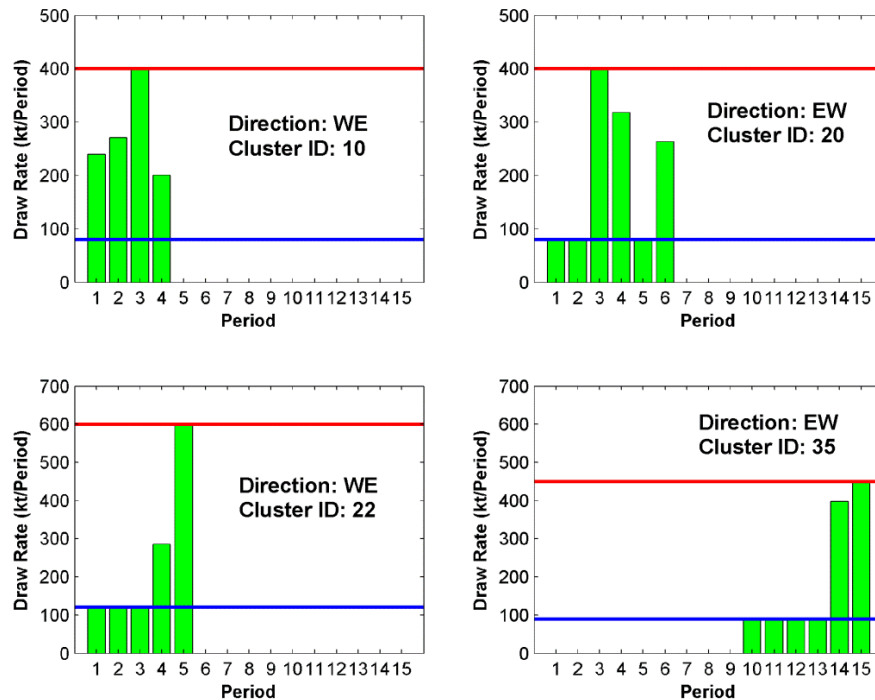 500
400
300
200
100
0
Draw Rate (kt/Period)
Direction: WE
Cluster ID: 10
1 2 3 4 5 6 7 8 9 10 11 12 13 14 15
Period
500
400
300
200
100
0
Draw Rate (kt/Period)
Direction: EW
Cluster ID: 20
1 2 3 4 5 6 7 8 9 10 11 12 13 14 15
Period
700
600
500
400
300
200
100
0
Draw Rate (kt/Period)
Direction: WE
Cluster ID: 22
1 2 3 4 5 6 7 8 9 10 11 12 13 14 15
Period
700
600
500
400
300
200
100
0
Draw Rate (kt/Period)
Direction: EW
Cluster ID: 35
1 2 3 4 5 6 7 8 9 10 11 12 13 14 15
Period